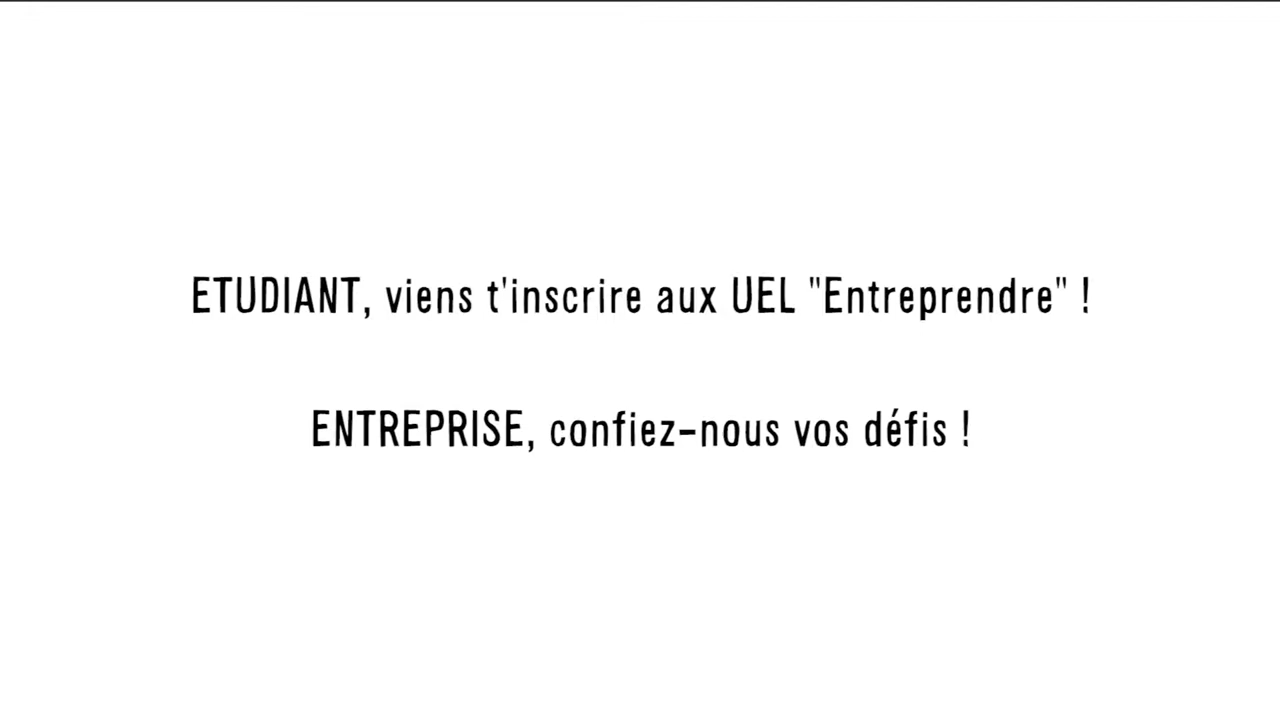 ETUDIANT, viens t'inscrire aux UEL "Entreprendre" !
ENTREPRISE, confiez-nous vos défis !